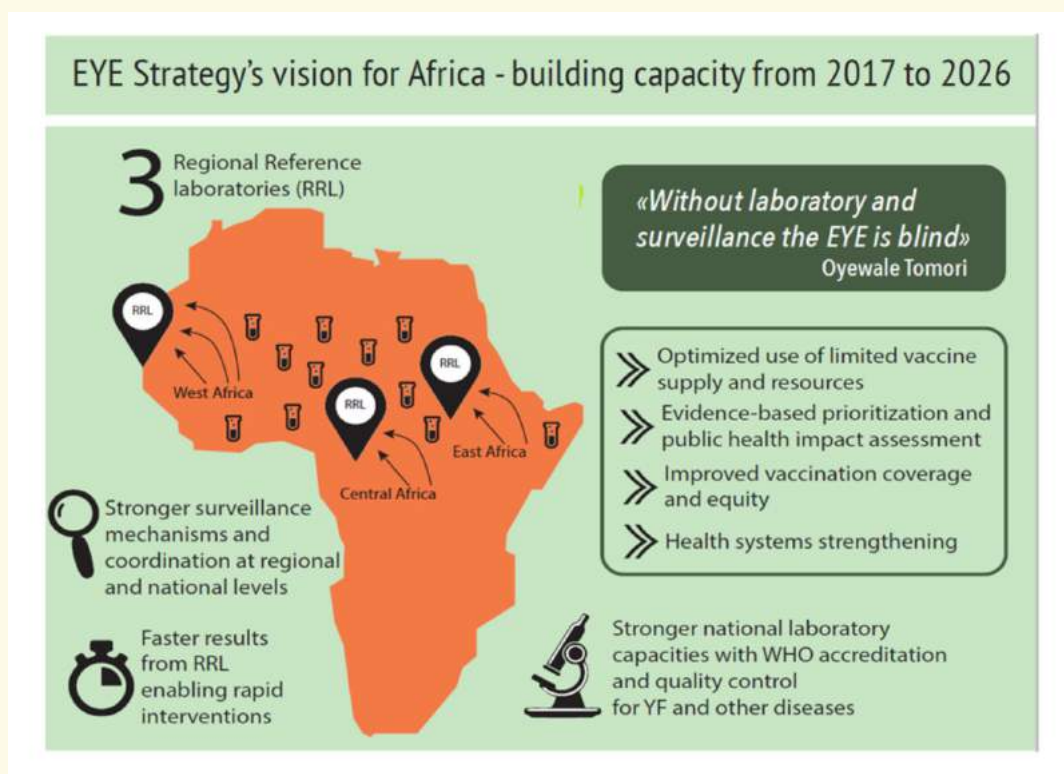 EYE Strategy's vision for Africa - building capacity from 2017 to 2026
3 Regional Reference
laboratories (RRL)
«Without laboratory and
surveillance the EYE is blind»
Oyewale Tomori
RRL
West Africa
RRL
Central Africa
RRL
East Africa
Optimized use of limited vaccine
supply and resources
Evidence-based prioritization and
public health impact assessment
Improved vaccination coverage
and equity
Health systems strengthening
Stronger surveillance
mechanisms and
coordination at regional
and national levels
Faster results
from RRL
enabling rapid
interventions
Stronger national laboratory
capacities with WHO accreditation
and quality control
for YF and other diseases